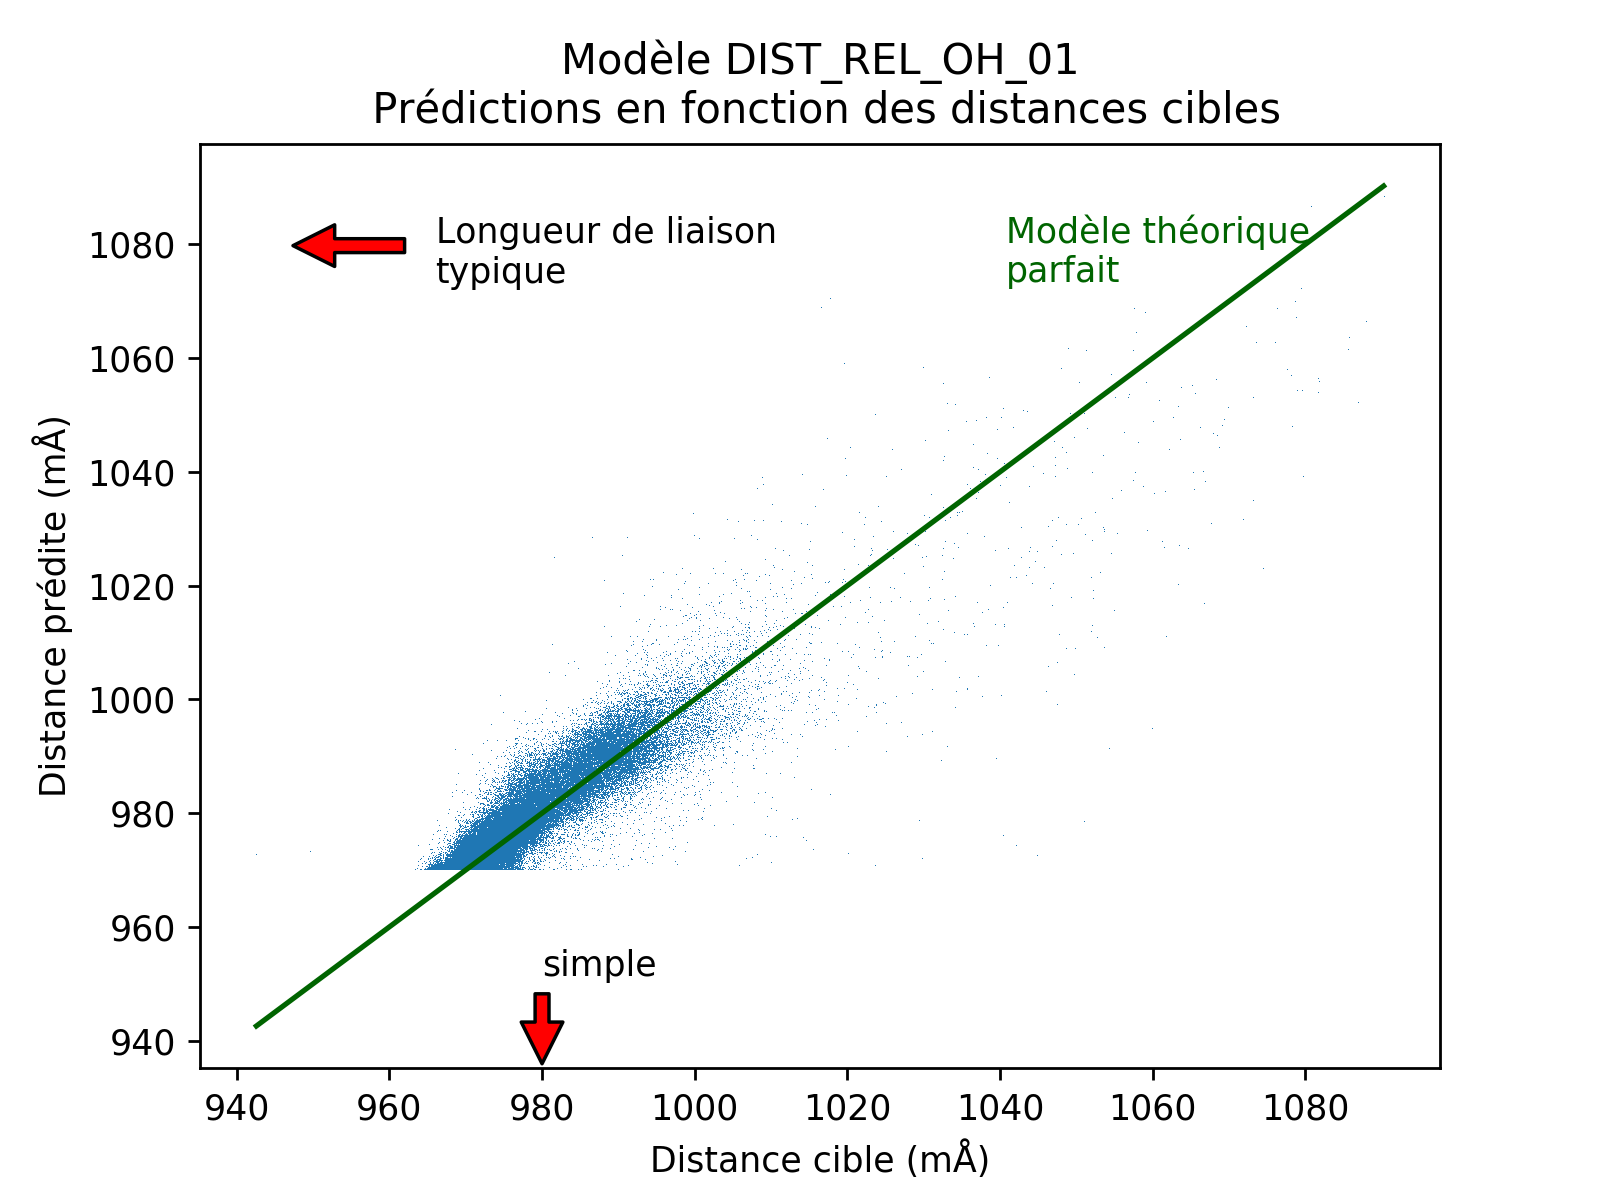 Modèle DIST_REL_OH_01
Prédictions en fonction des distances cibles
Longueur de liaison
typique
Modèle théorique
parfait
simple
Distance prédite (mÅ)
1080
1060
1040
1020
1000
980
960
940
940 960 980 1000 1020 1040 1060 1080
Distance cible (mÅ)